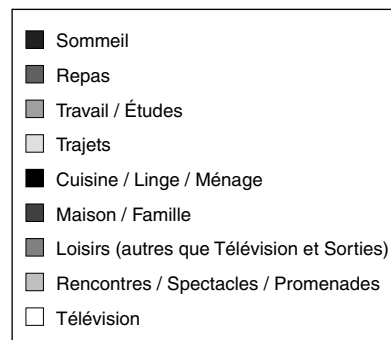 Sommeil
Repas
Travail / Études
Trajets
Cuisine / Linge / Ménage
Maison / Famille
Loisirs (autres que Télévision et Sorties)
Rencontres / Spectacles / Promenades
Télévision